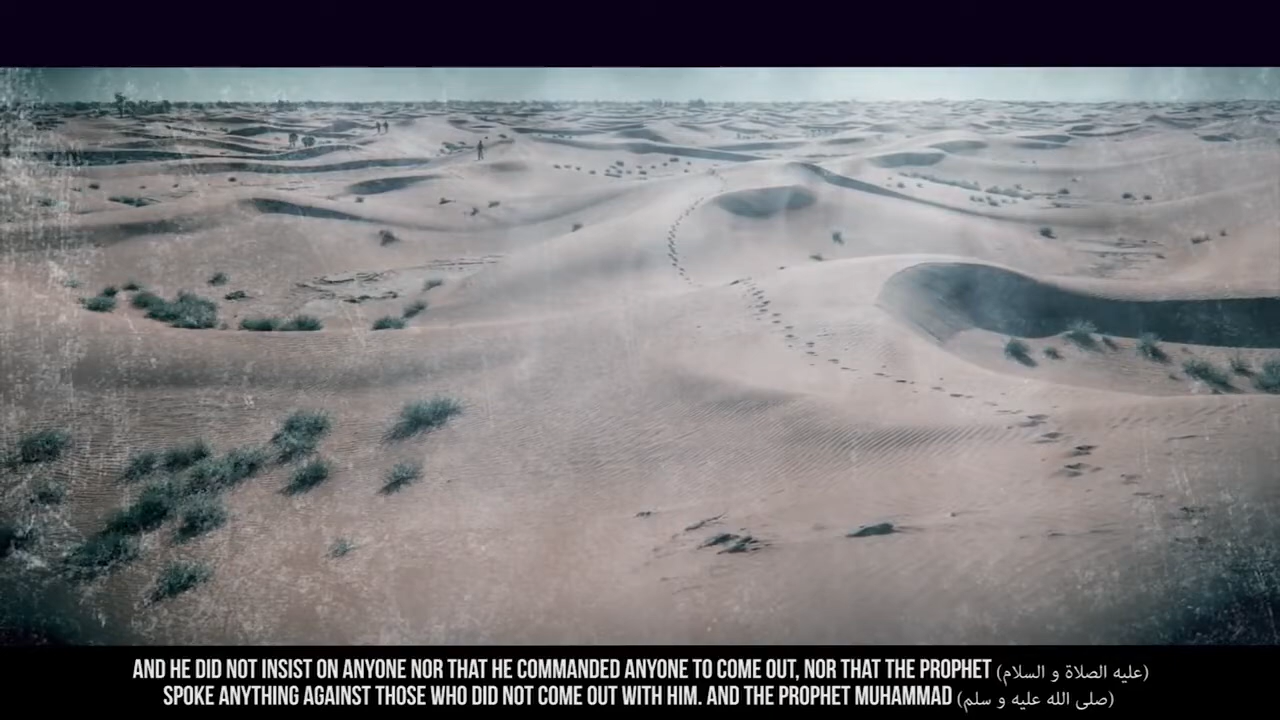 AND HE DID NOT INSIST ON ANYONE NOR THAT HE COMMANDED ANYONE TO COME OUT, NOR THAT THE PROPHET (عليه الصلاة و السلام)
SPOKE ANYTHING AGAINST THOSE WHO DID NOT COME OUT WITH HIM. AND THE PROPHET MUHAMMAD (صلى الله عليه و سلم)